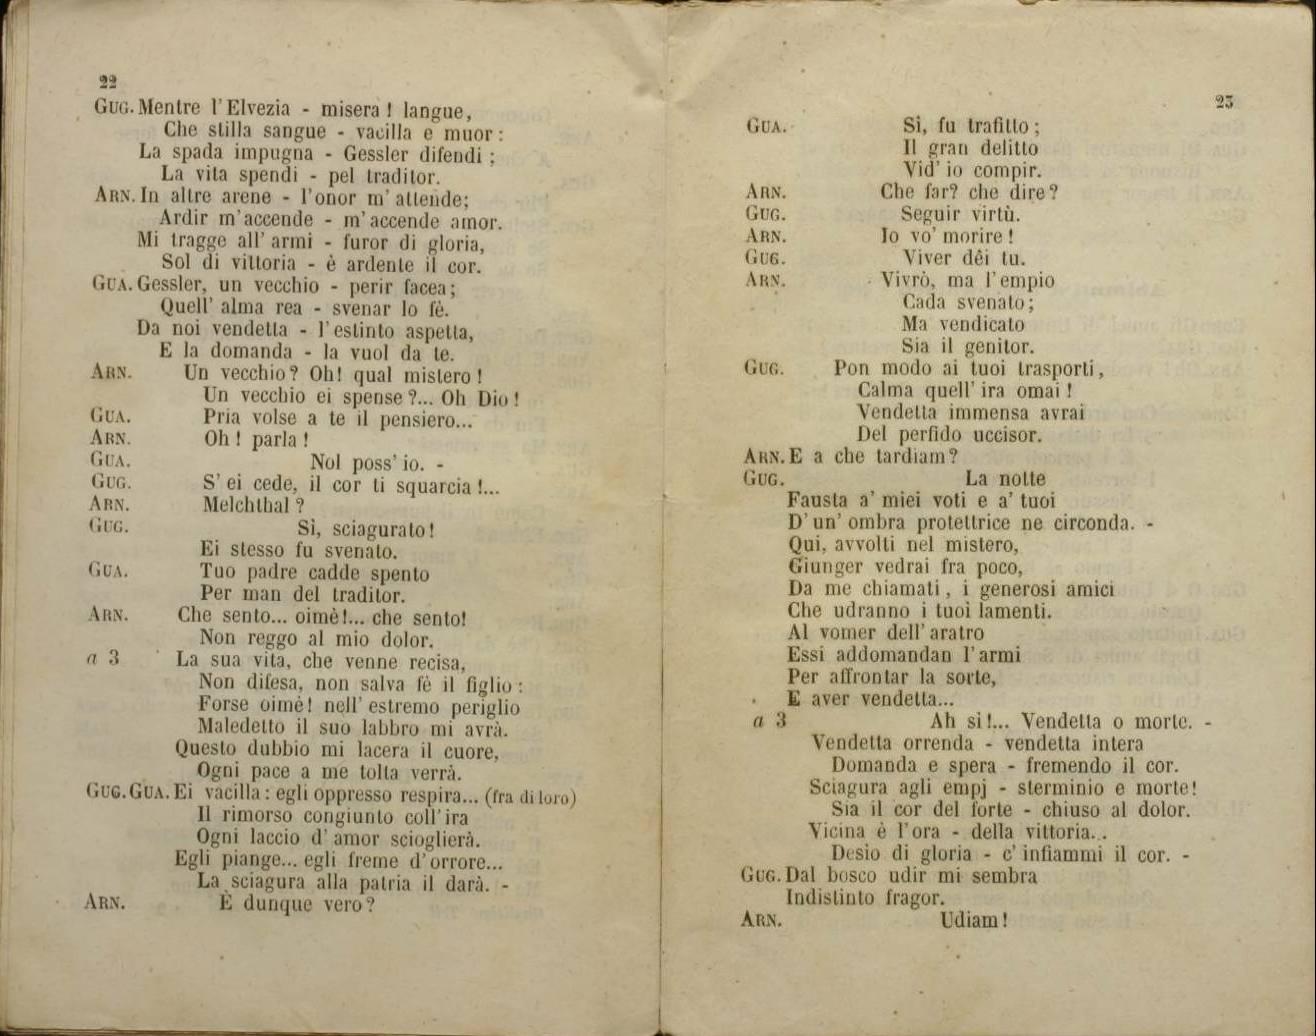 22
GUG. Mentre l'Elvezia - misera! langue,
Che stilla sangue - vacilla e muor:
La spada impugna - Gessler difendi;
La vita spendi - pel traditor.
ARN. In altre arene - l'onor m'attende;
Ardir m'accende - m'accende amor.
Mi tragge all'armi - furor di gloria,
Sol di vittoria - è ardente il cor.
GUA. Gessler, un vecchio - perir facea;
Quell'alma rea - svenar lo fè.
Da noi vendetta - l'estinto aspetta,
E la domanda - la vuol da te.
ARN. Un vecchio? Oh! qual mistero!
Un vecchio ei spense?... Oh Dio!
GUA. Pria volse a te il pensiero...
ARN. Oh! parla!
GUA. Nol poss'io. -
GUG. S'ei cede, il cor ti squarcia!...
ARN. Melchthal?
GUG. Sì, sciagurato!
Ei stesso fu svenato.
GUA. Tuo padre cadde spento
Per man del traditor.
ARN. Che sento... oimè!... che sento!
Non reggo al mio dolor.
a 3 La sua vita, che venne recisa,
Non difesa, non salva fè il figlio:
Forse oimè! nell'estremo periglio
Maledetto il suo labbro mi avrà.
Questo dubbio mi lacera il cuore,
Ogni pace a me tolta verrà.
GUG. GUA. Ei vacilla: egli oppresso respira... (fra di loro)
Il rimorso congiunto coll'ira
Ogni laccio d'amor scioglierà.
Egli piange... egli freme d'orrore...
La sciagura alla patria il darà. -
ARN. È dunque vero?
23
GUA. Sì, fu trafitto;
Il gran delitto
Vid'io compir.
ARN. Che far? che dire?
GUG. Seguir virtù.
ARN. Io vo' morire!
GUG. Viver dêi tu.
ARN. Vivrò, ma l'empio
Cada svenato;
Ma vendicato
Sia il genitor.
GUG. Pon modo ai tuoi trasporti,
Calma quell'ira omai!
Vendetta immensa avrai
Del perfido uccisor.
ARN. E a che tardiam?
GUG. La notte
Fausta a' miei voti e a' tuoi
D'un'ombra protettrice ne circonda. -
Qui, avvolti nel mistero,
Giunger vedrai fra poco,
Da me chiamati, i generosi amici
Che udranno i tuoi lamenti.
Al vomer dell'aratro
Essi addomandan l'armi
Per affrontar la sorte,
E aver vendetta...
a 3 Ah sì!... Vendetta o morte. -
Vendetta orrenda - vendetta intera
Domanda e spera - fremendo il cor.
Sciagura agli empj - sterminio e morte!
Sia il cor del forte - chiuso al dolor.
Vicina è l'ora - della vittoria...
Desio di gloria - c'infiammi il cor. -
GUG. Dal bosco udir mi sembra
Indistinto fragor.
ARN. Udiam!